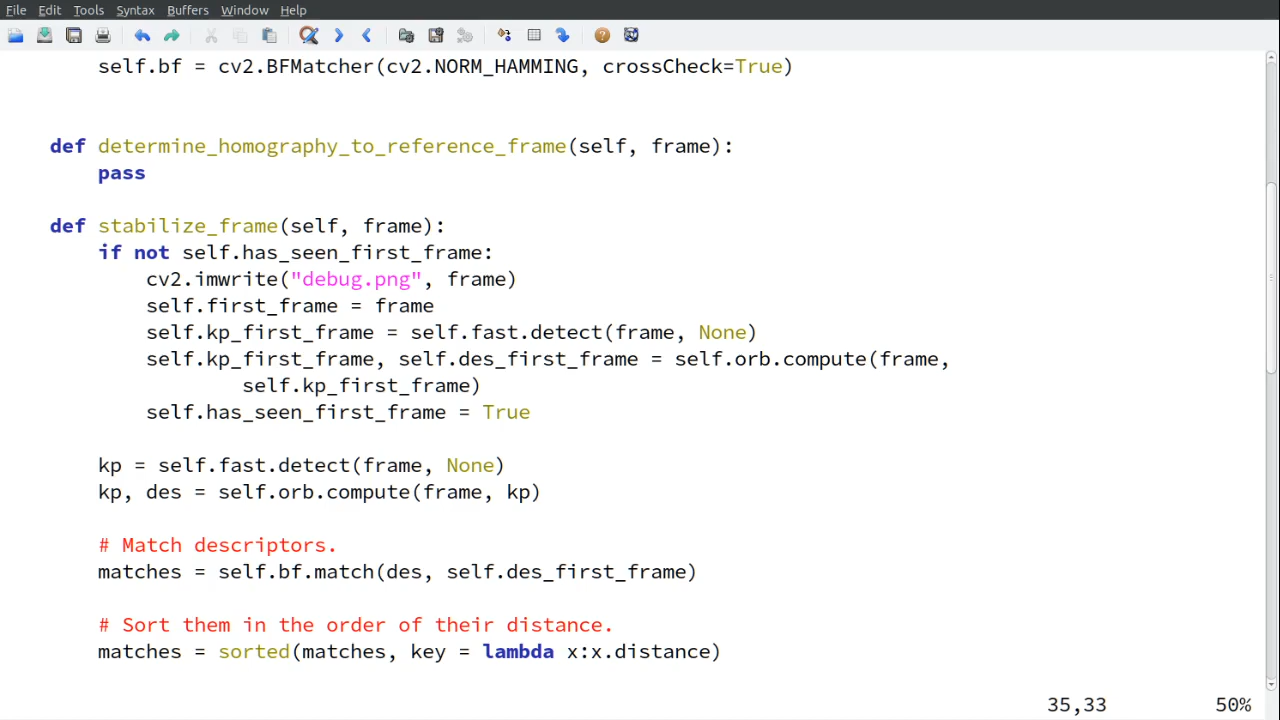 File Edit Tools Syntax Buffers Window Help
self.bf = cv2.BFMatcher(cv2.NORM_HAMMING, crossCheck=True)
def determine_homography_to_reference_frame(self, frame):
pass
def stabilize_frame(self, frame):
if not self.has_seen_first_frame:
cv2.imwrite("debug.png", frame)
self.first_frame = frame
self.kp_first_frame = self.fast.detect(frame, None)
self.kp_first_frame, self.des_first_frame = self.orb.compute(frame,
self.kp_first_frame)
self.has_seen_first_frame = True
kp = self.fast.detect(frame, None)
kp, des = self.orb.compute(frame, kp)
# Match descriptors.
matches = self.bf.match(des, self.des_first_frame)
# Sort them in the order of their distance.
matches = sorted(matches, key = lambda x:x.distance)
35,33 50%